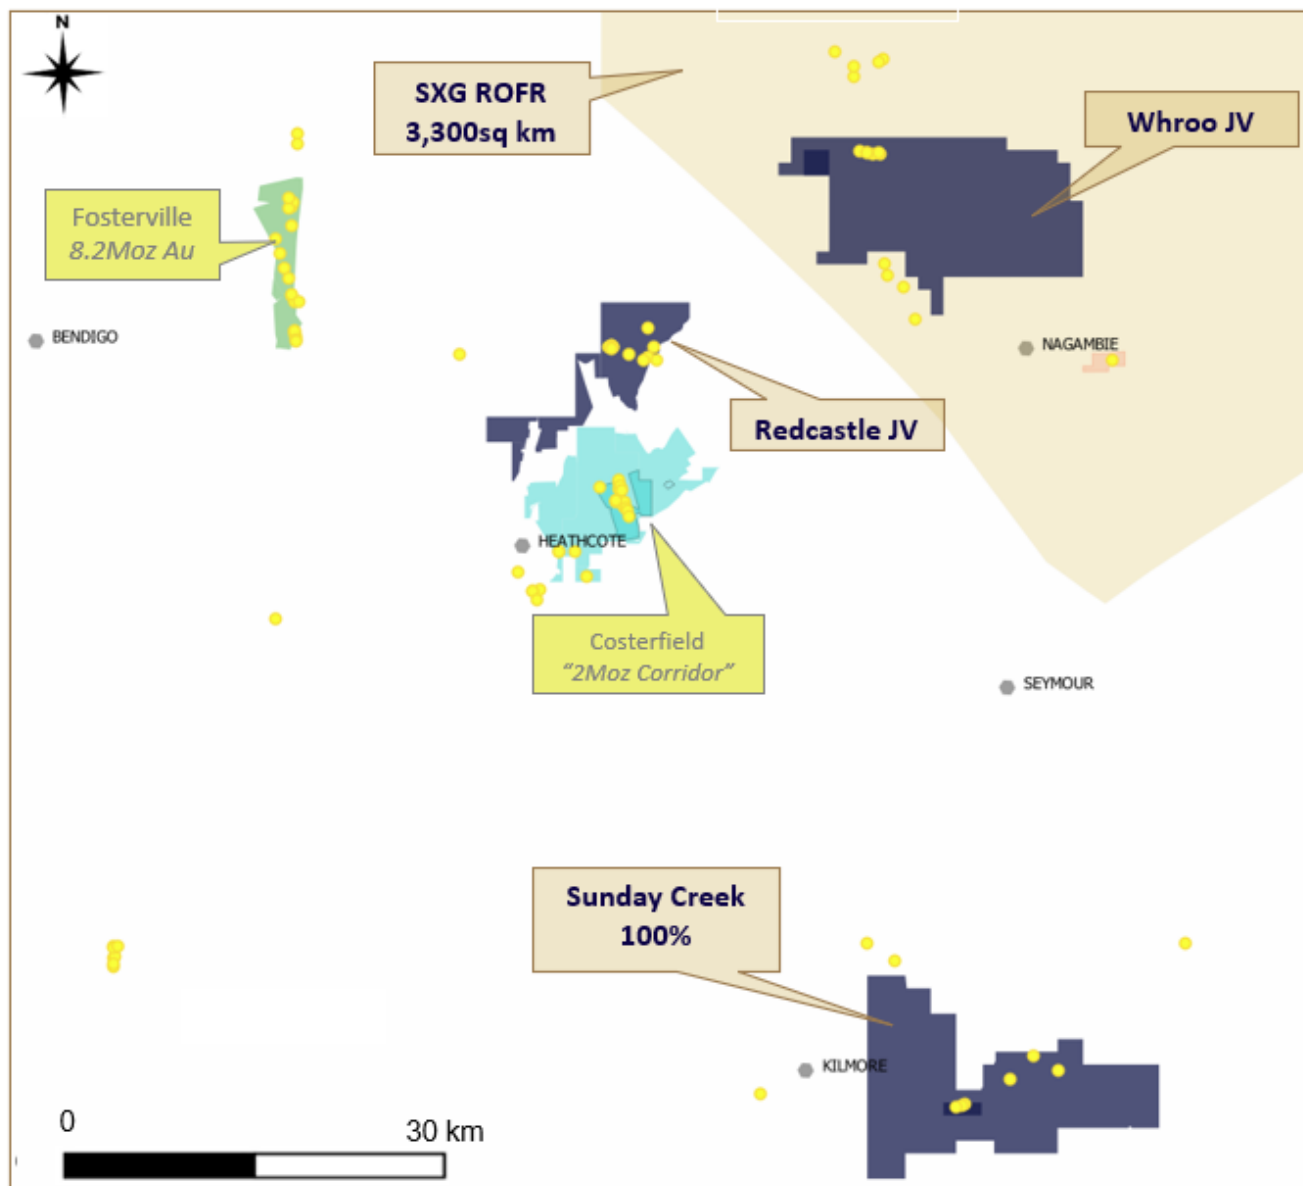 N
SXG ROFR
3,300sq km
Whroo JV
Fosterville
8.2Moz Au
BENDIGO
NAGAMBIE
Redcastle JV
HEATHCOTE
Costerfield
“2Moz Corridor”
SEYMOUR
Sunday Creek
100%
KILMORE
0
30 km